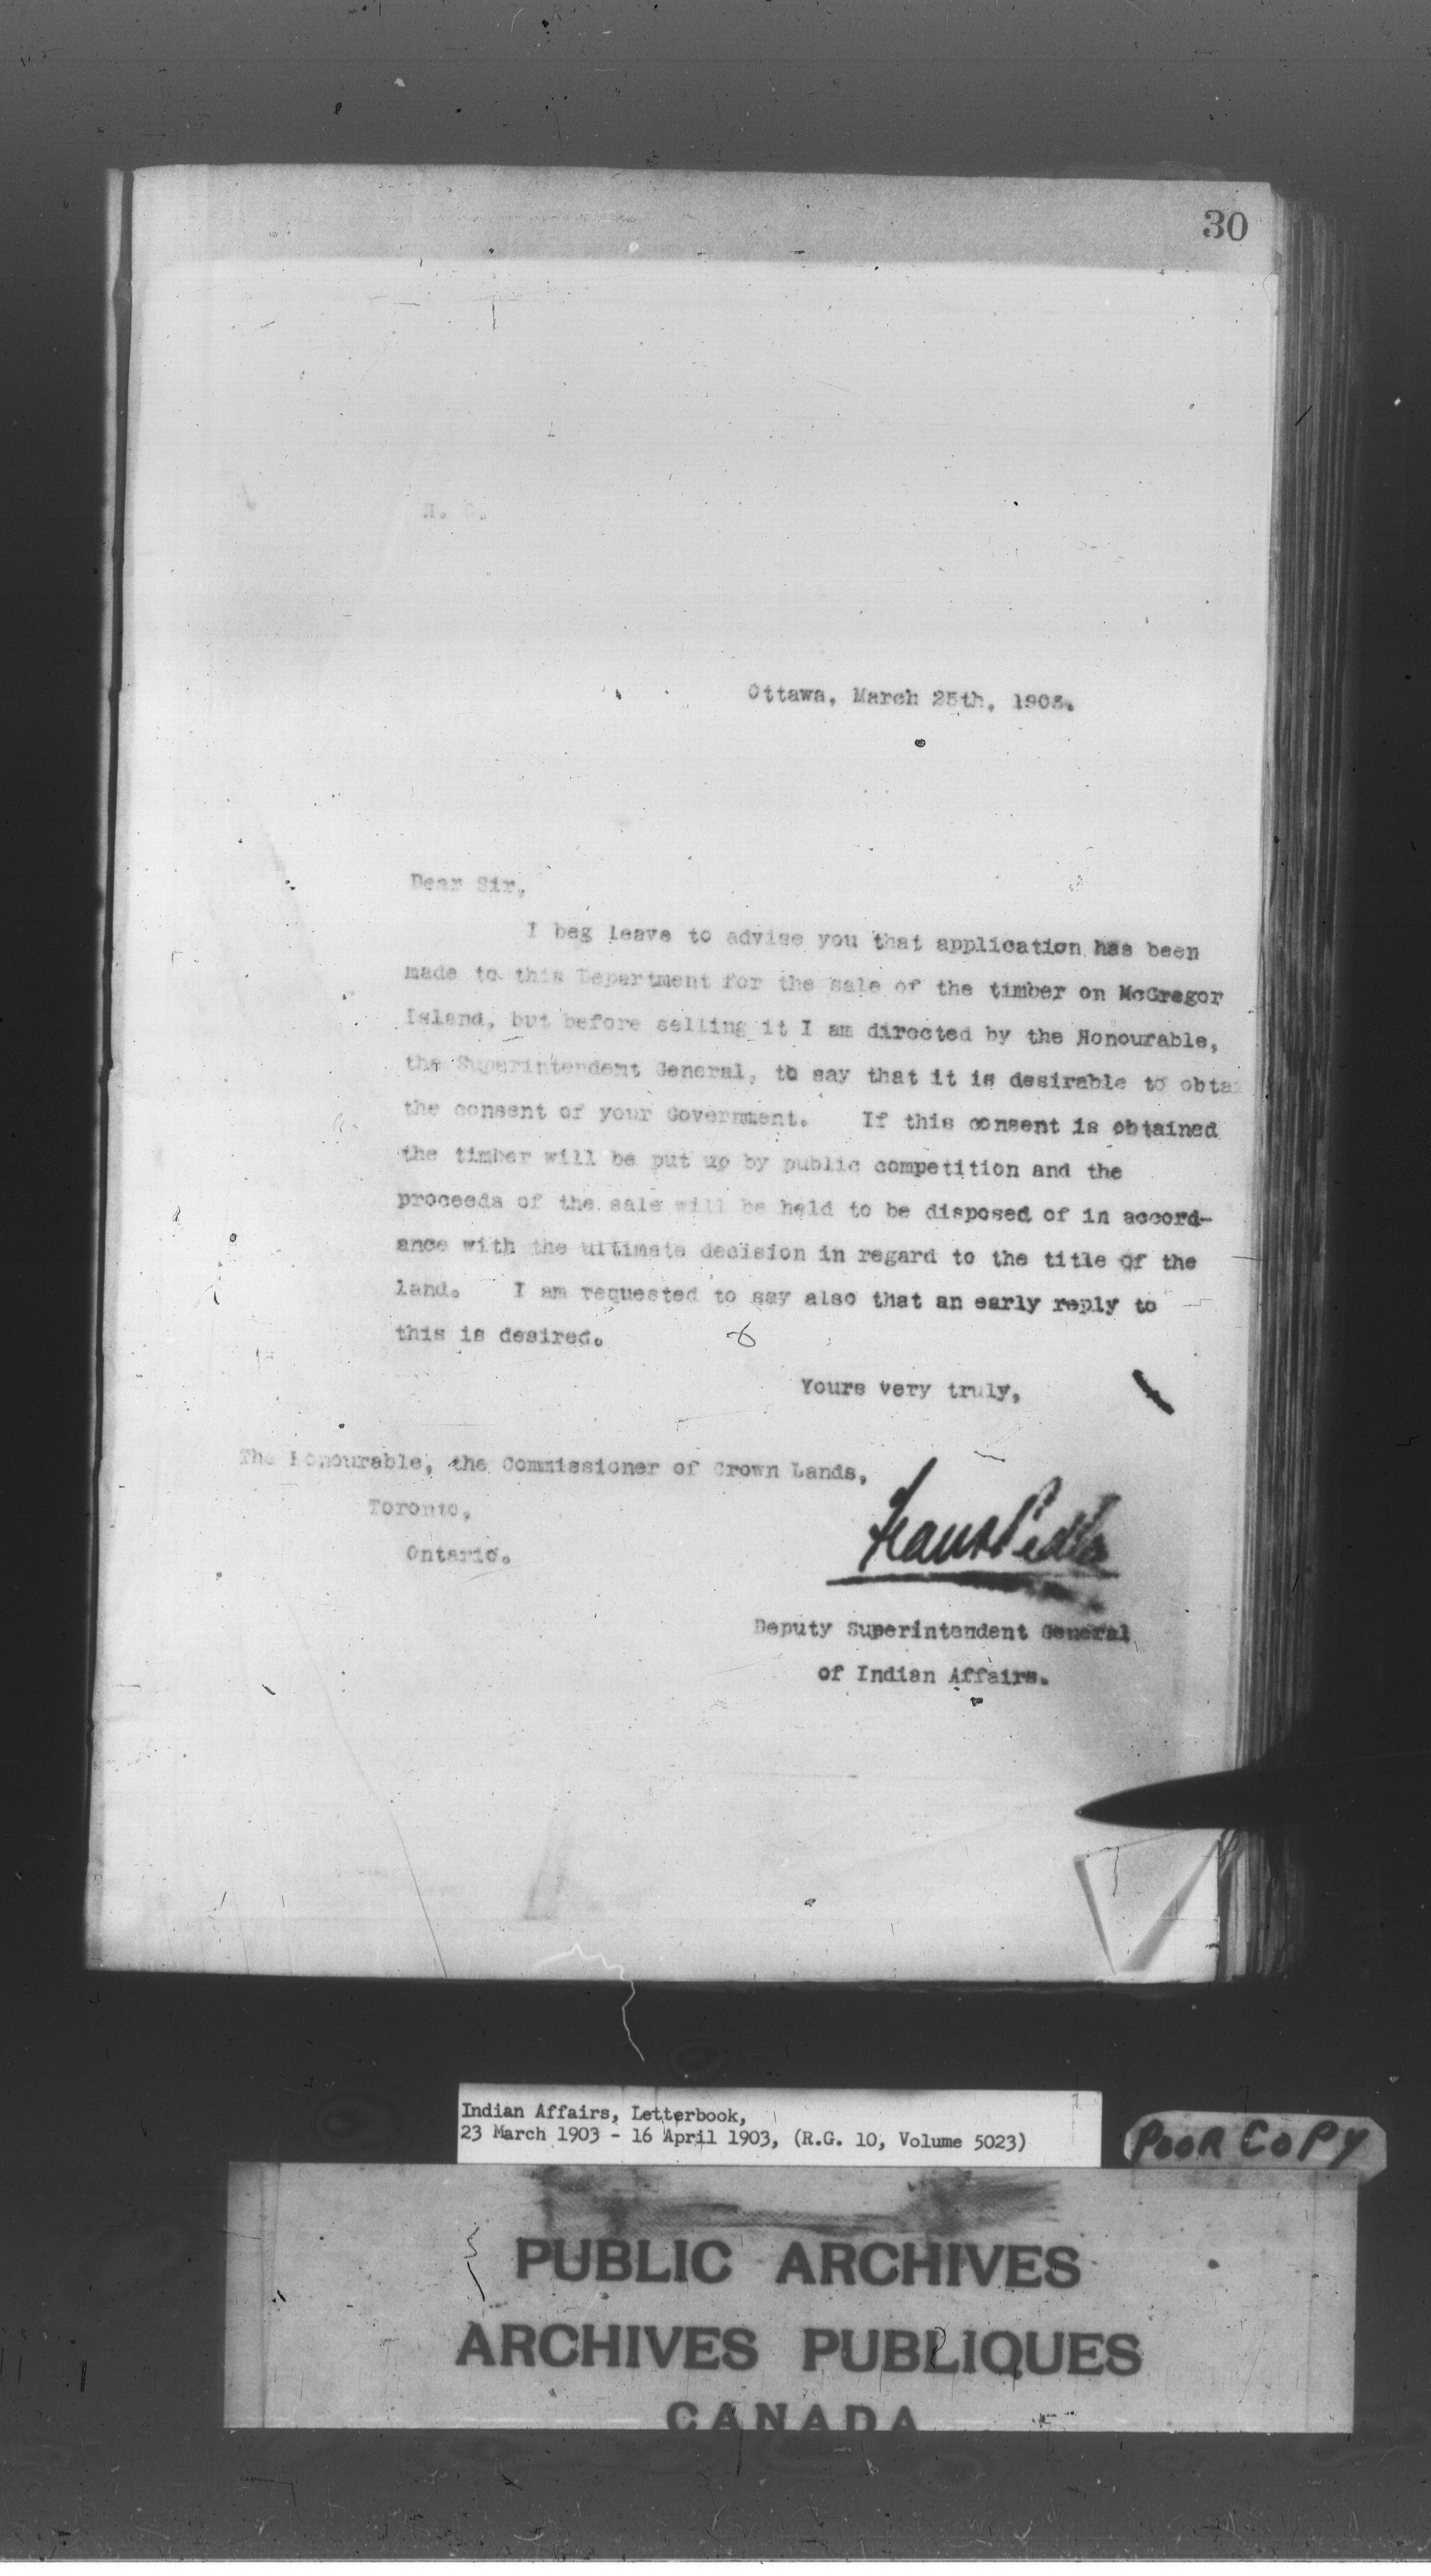 30
H. C.
Ottawa, March 25th, 1903.
Dear Sir,
I beg leave to advise you that application has been
made to this Department for the sale of the timber on McGregor
Island, but before selling it I am directed by the Honourable,
the Superintendent General, to say that it is desirable to obtai
the consent of your Government. If this consent is obtained
the timber will be put up by public competition and the
proceeds of the sale will be held to be disposed of in accord-
ance with the ultimate decision in regard to the title of the
land. I am requested to say also that an early reply to
this is desired.
Yours very truly,
The Honourable, the Commissioner of Crown Lands,
Toronto,
Ontario.
Frank Pedley
Deputy Superintendent General
of Indian Affairs.
Indian Affairs, Letterbook,
23 March 1903 - 16 April 1903, (R.G. 10, Volume 5023)
POOR COPY
PUBLIC ARCHIVES
ARCHIVES PUBLIQUES
CANADA